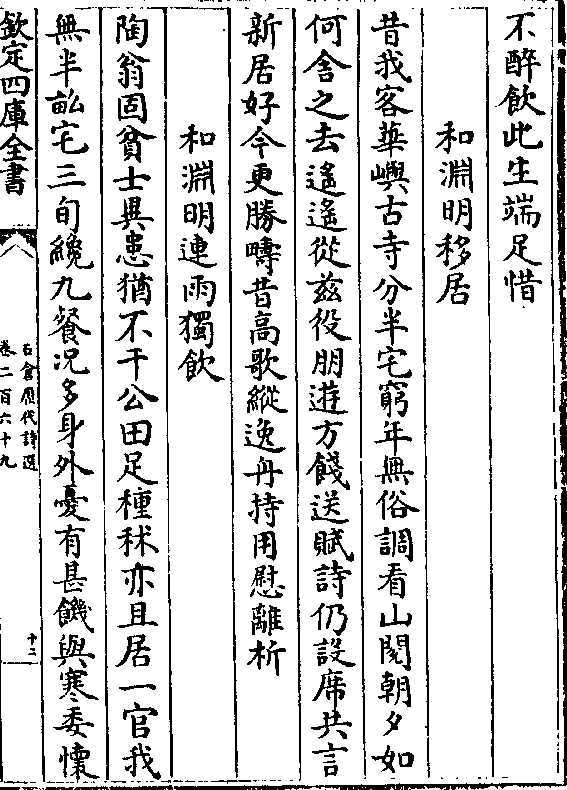 不醉飲此生端足惜
和淵明移居
昔我客華嶼古寺分半宅窮年無俗調看山閱朝夕如
何舍之去遙遙從茲役朋遊方餞送賦詩仍設席共言
新居好今更勝疇昔高歌縱逸舟持用慰離析
和淵明連雨獨飲
陶翁固貧士異患猶不干公田足種秫亦且居一官我
無半畝宅三旬纔九餐况多身外憂有甚饑與寒委懷
欽定四庫全書
石倉歷代詩選
卷二百六十九
十二